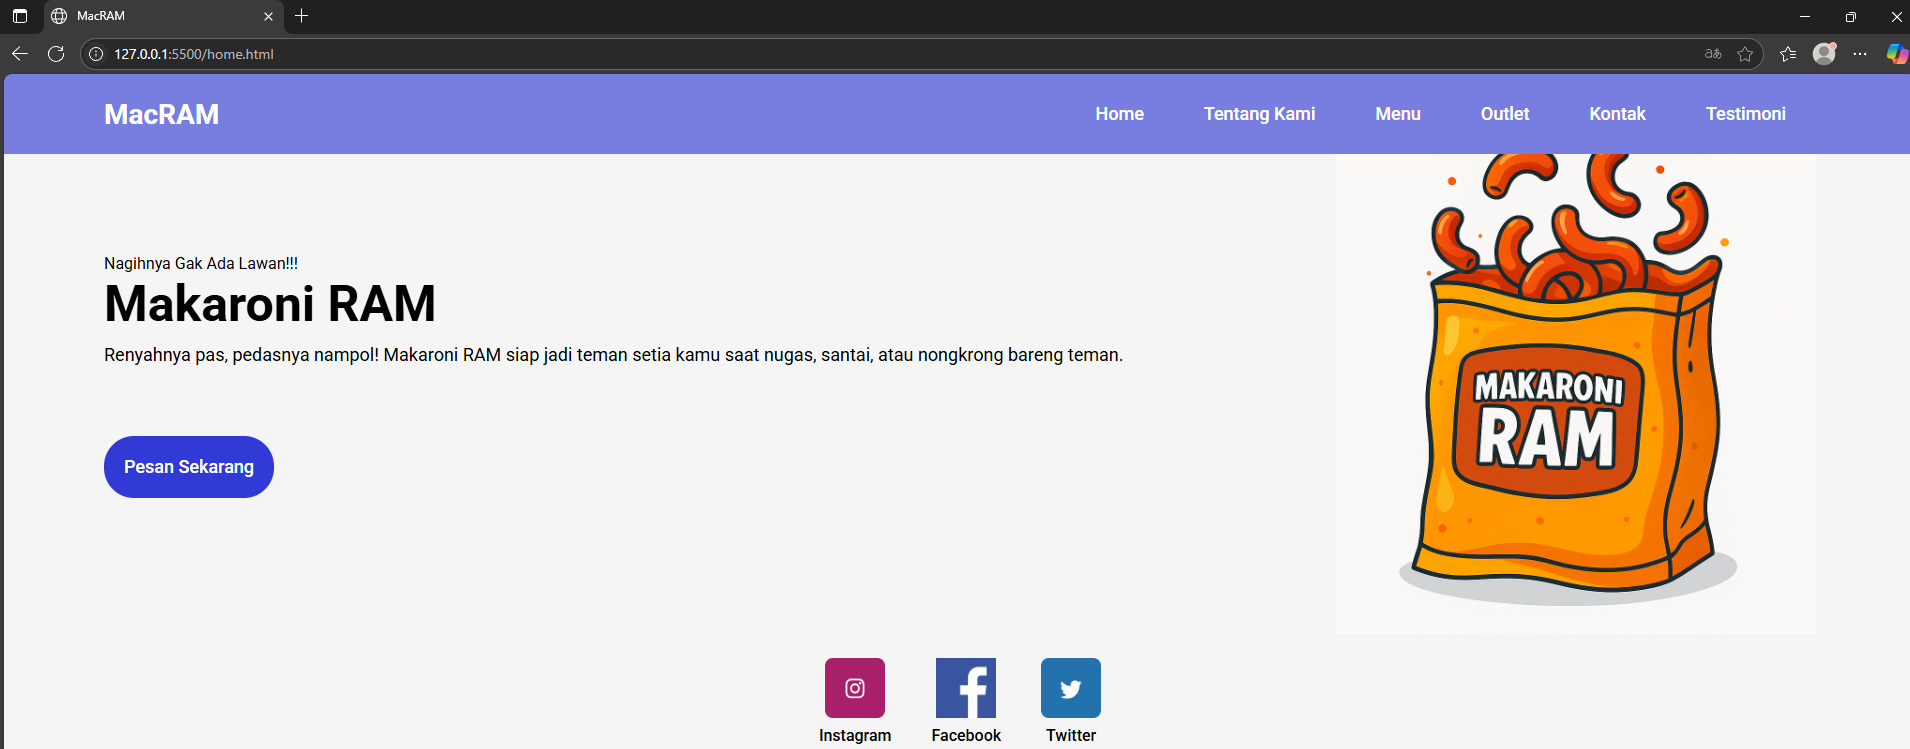 MacRAM
127.0.0.1:5500/home.html
MacRAM
Home Tentang Kami Menu Outlet Kontak Testimoni
Nagihnya Gak Ada Lawan!!!
Makaroni RAM
Renyahnya pas, pedasnya nampol! Makaroni RAM siap jadi teman setia kamu saat nugas, santai, atau nongkrong bareng teman.
Pesan Sekarang
MAKARONI
RAM
Instagram Facebook Twitter